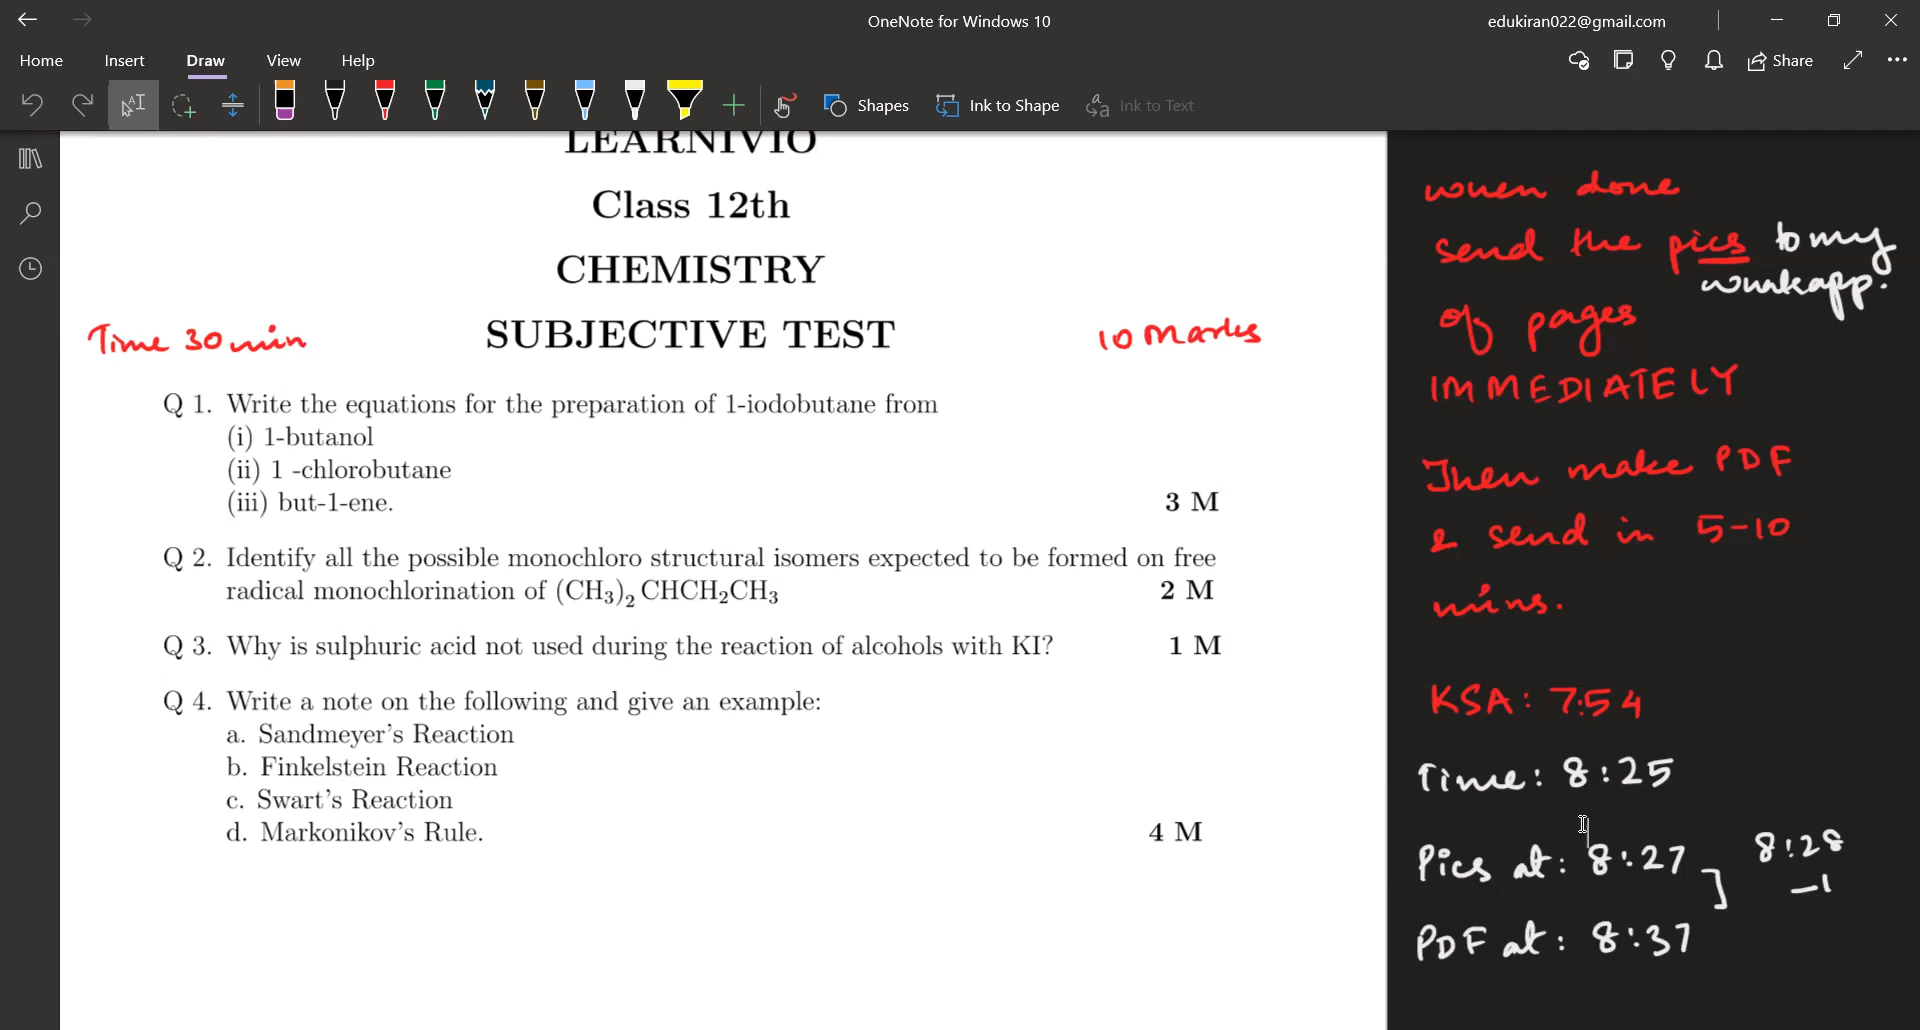 OneNote for Windows 10
edukiran022@gmail.com
Home Insert Draw View Help
Share
Shapes
Ink to Shape
Ink to Text
LEARNIVIO
Class 12th
CHEMISTRY
SUBJECTIVE TEST
Time 30 min
10 Marks
Q 1. Write the equations for the preparation of 1-iodobutane from
(i) 1-butanol
(ii) 1 -chlorobutane
(iii) but-1-ene. 3 M
Q 2. Identify all the possible monochloro structural isomers expected to be formed on free
radical monochlorination of (CH₃)₂ CHCH₂CH₃ 2 M
Q 3. Why is sulphuric acid not used during the reaction of alcohols with KI? 1 M
Q 4. Write a note on the following and give an example:
a. Sandmeyer's Reaction
b. Finkelstein Reaction
c. Swart's Reaction
d. Markonikov's Rule. 4 M
when done
send the pics to my
whatsapp.
of pages
IMMEDIATELY
Then make PDF
& send in 5-10
mins.
KSA: 7:54
Time: 8:25
Pics at: 8:27 ] 8:28
-1
PDF at: 8:37